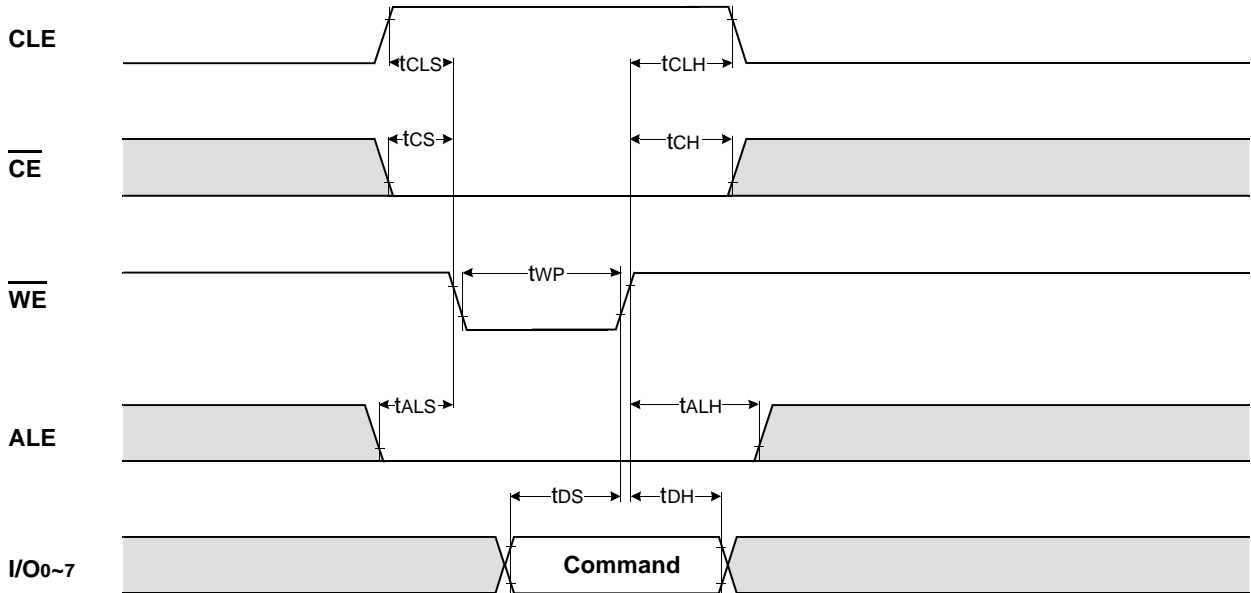 CLE
tCLS
tCLH
CE
tCS
tCH
WE
tWP
ALE
tALS
tALH
I/O0~7
tDS
tDH
Command